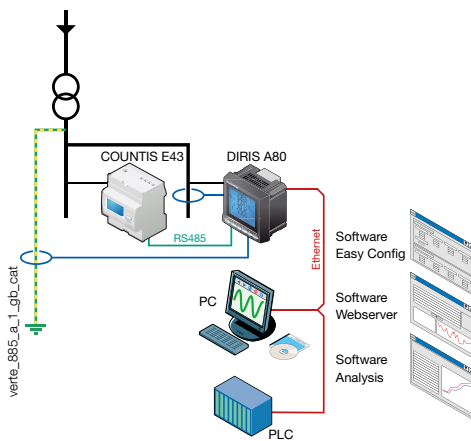 COUNTIS E43
DIRIS A80
RS485
Ethernet
Software
Easy Config
PC
Software
Webserver
Software
Analysis
PLC
verte_885_a_1_gb_cat